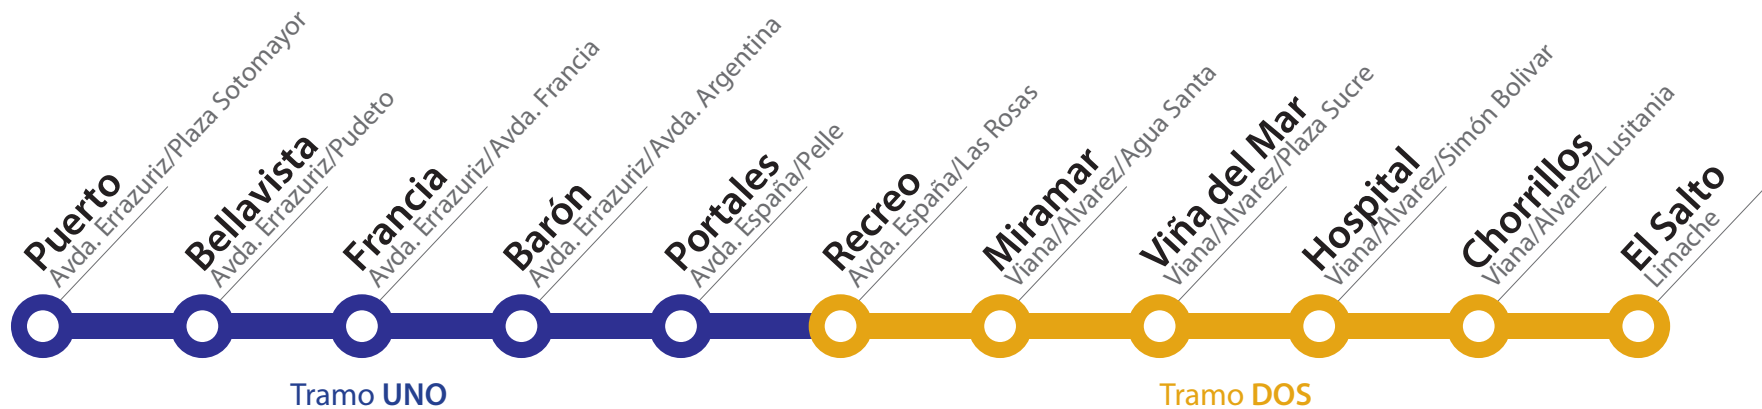 Puerto
Avda. Errazuriz/Plaza Sotomayor
Bellavista
Avda. Errazuriz/Pudeto
Francia
Avda. Errazuriz/Avda. Francia
Barón
Avda. Errazuriz/Avda. Argentina
Portales
Avda. España/Pelle
Recreo
Avda. España/Las Rosas
Miramar
Viana/Alvarez/Agua Santa
Viña del Mar
Viana/Alvarez/Plaza Sucre
Hospital
Viana/Alvarez/Simón Bolivar
Chorrillos
Viana/Alvarez/Lusitania
El Salto
Limache
Tramo UNO
Tramo DOS